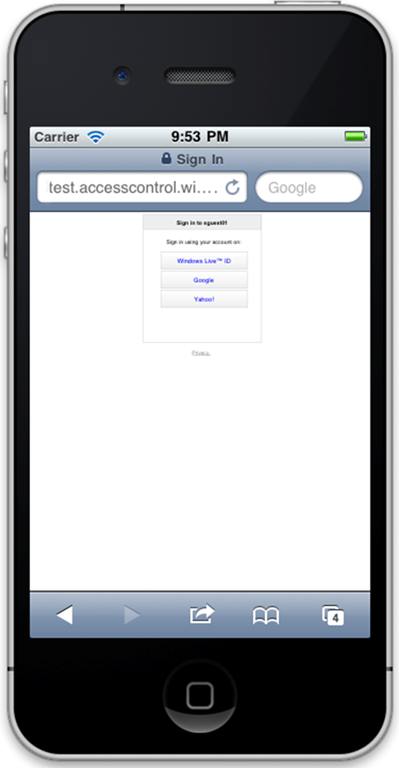 Carrier 9:53 PM
Sign In
test.accesscontrol.wi.... Google
Sign in to sguest01
Sign in using your account on:
Windows Live™ ID
Google
Yahoo!
4